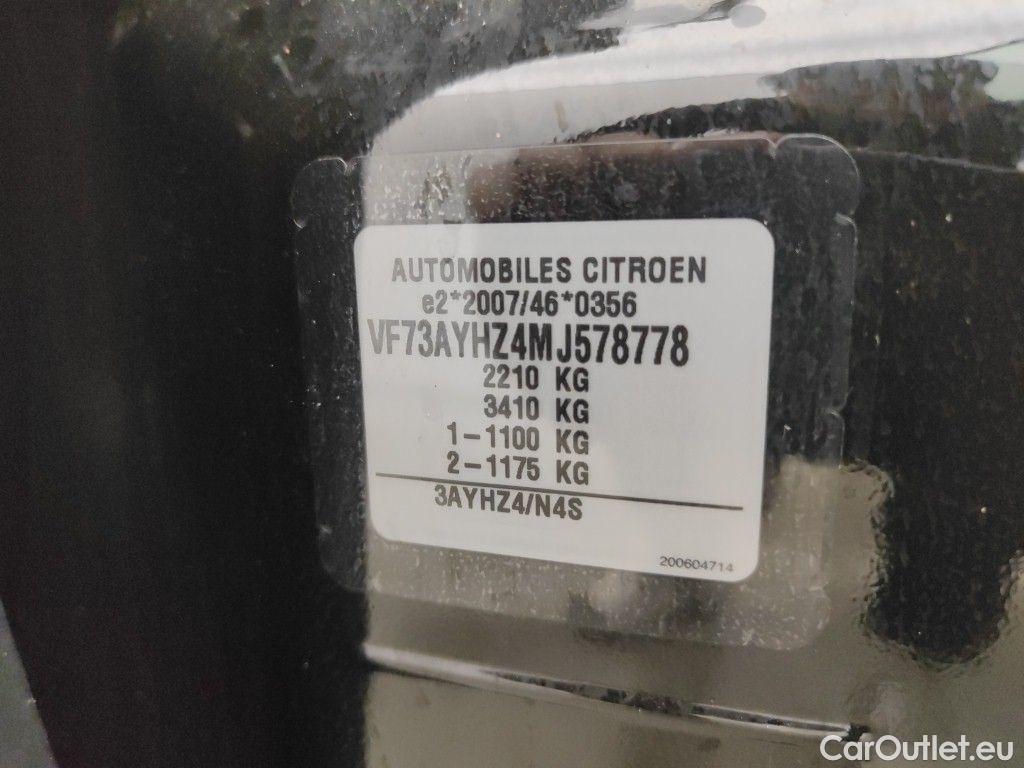 AUTOMOBILES CITROEN
e2*2007/46*0356
VF73AYHZ4MJ578778
2210 KG
3410 KG
1-1100 KG
2-1175 KG
3AYHZ4/N4S
200604714
CarOutlet.eu